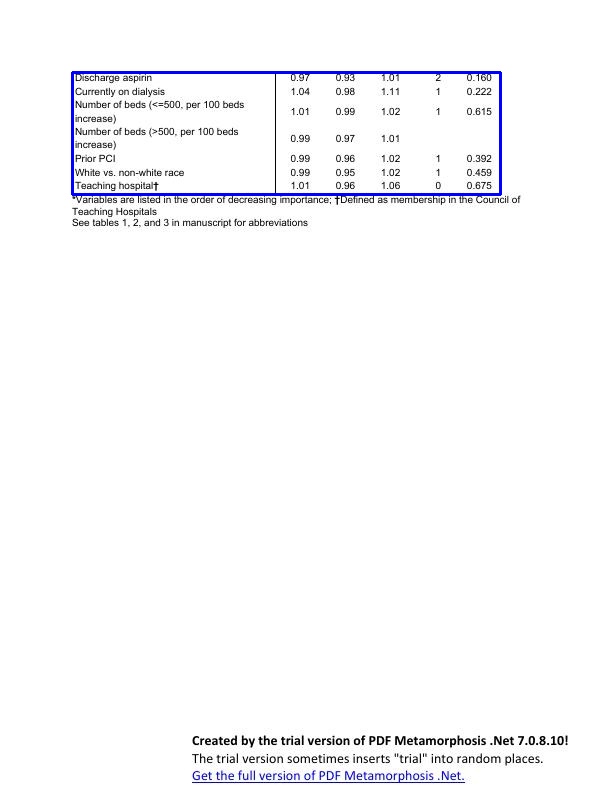 Discharge aspirin 0.97 0.93 1.01 2 0.160
Currently on dialysis 1.04 0.98 1.11 1 0.222
Number of beds (<=500, per 100 beds
increase) 1.01 0.99 1.02 1 0.615
Number of beds (>500, per 100 beds
increase) 0.99 0.97 1.01
Prior PCI 0.99 0.96 1.02 1 0.392
White vs. non-white race 0.99 0.95 1.02 1 0.459
Teaching hospital† 1.01 0.96 1.06 0 0.675
*Variables are listed in the order of decreasing importance; †Defined as membership in the Council of
Teaching Hospitals
See tables 1, 2, and 3 in manuscript for abbreviations
Created by the trial version of PDF Metamorphosis .Net 7.0.8.10!
The trial version sometimes inserts "trial" into random places.
Get the full version of PDF Metamorphosis .Net.